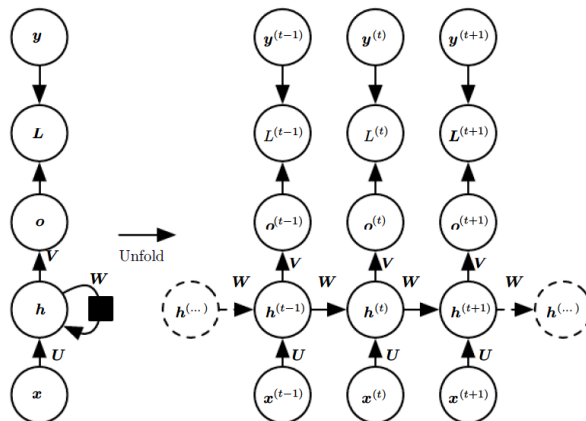 y y^(t−1) y^(t) y^(t+1)
L L^(t−1) L^(t) L^(t+1)
o o^(t−1) o^(t) o^(t+1)
Unfold
V V V V
W W W W W
h h^(...) h^(t−1) h^(t) h^(t+1) h^(...)
U U U U
x x^(t−1) x^(t) x^(t+1)